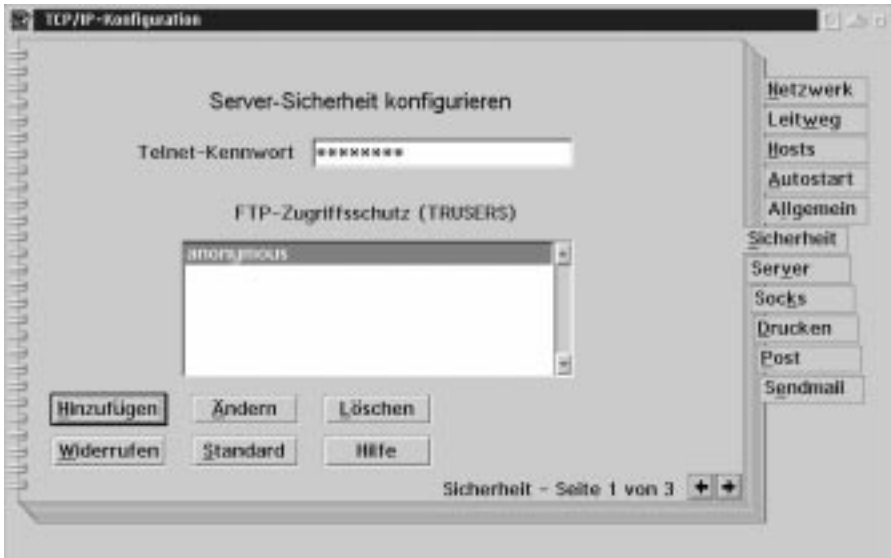 TCP/IP-Konfiguration
Server-Sicherheit konfigurieren
Telnet-Kennwort ********
FTP-Zugriffsschutz (TRUSERS)
anonymous
Hinzufügen Ändern Löschen
Widerrufen Standard Hilfe
Sicherheit - Seite 1 von 3
Netzwerk
Leitweg
Hosts
Autostart
Allgemein
Sicherheit
Server
Socks
Drucken
Post
Sendmail